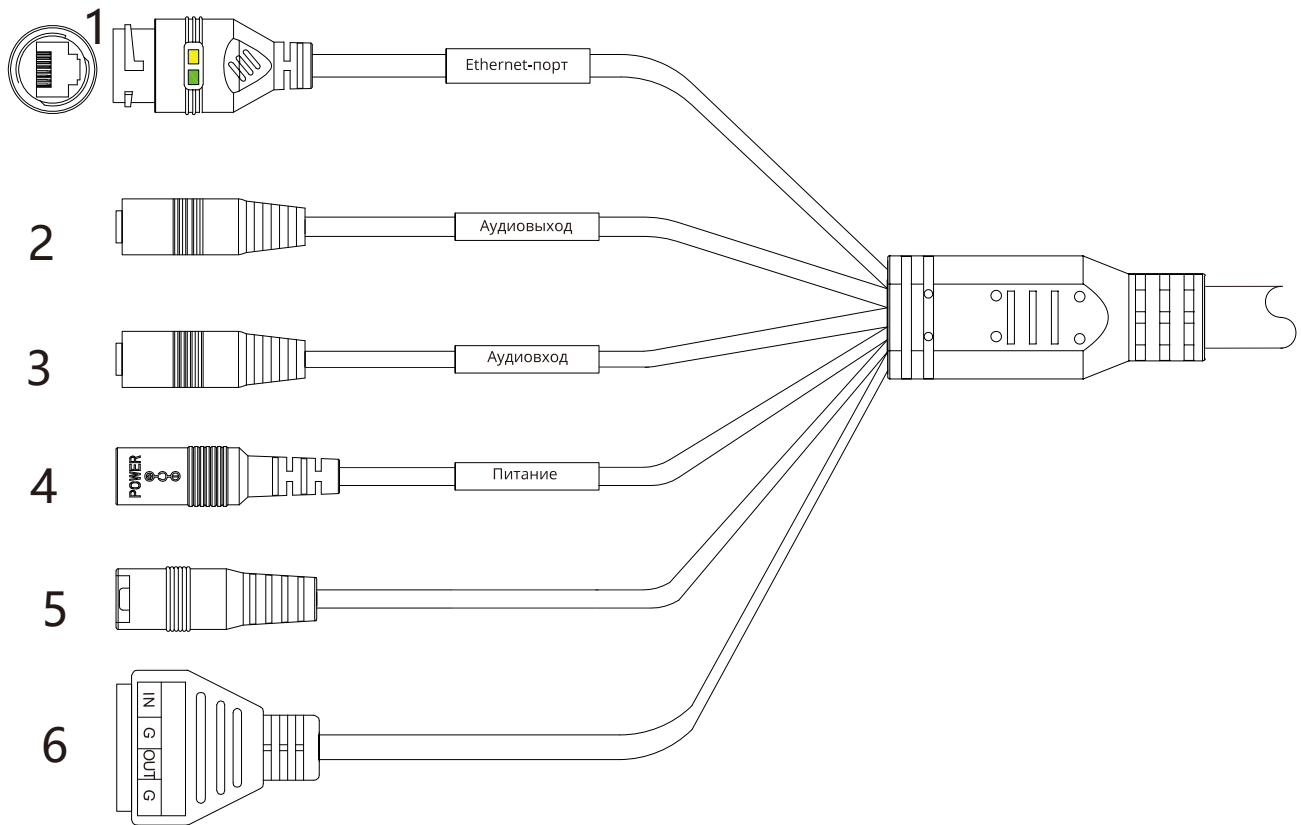 1
Ethernet-порт
2
Аудиовыход
3
Аудиовход
4
POWER
Питание
5
6
IN
G
OUT
G